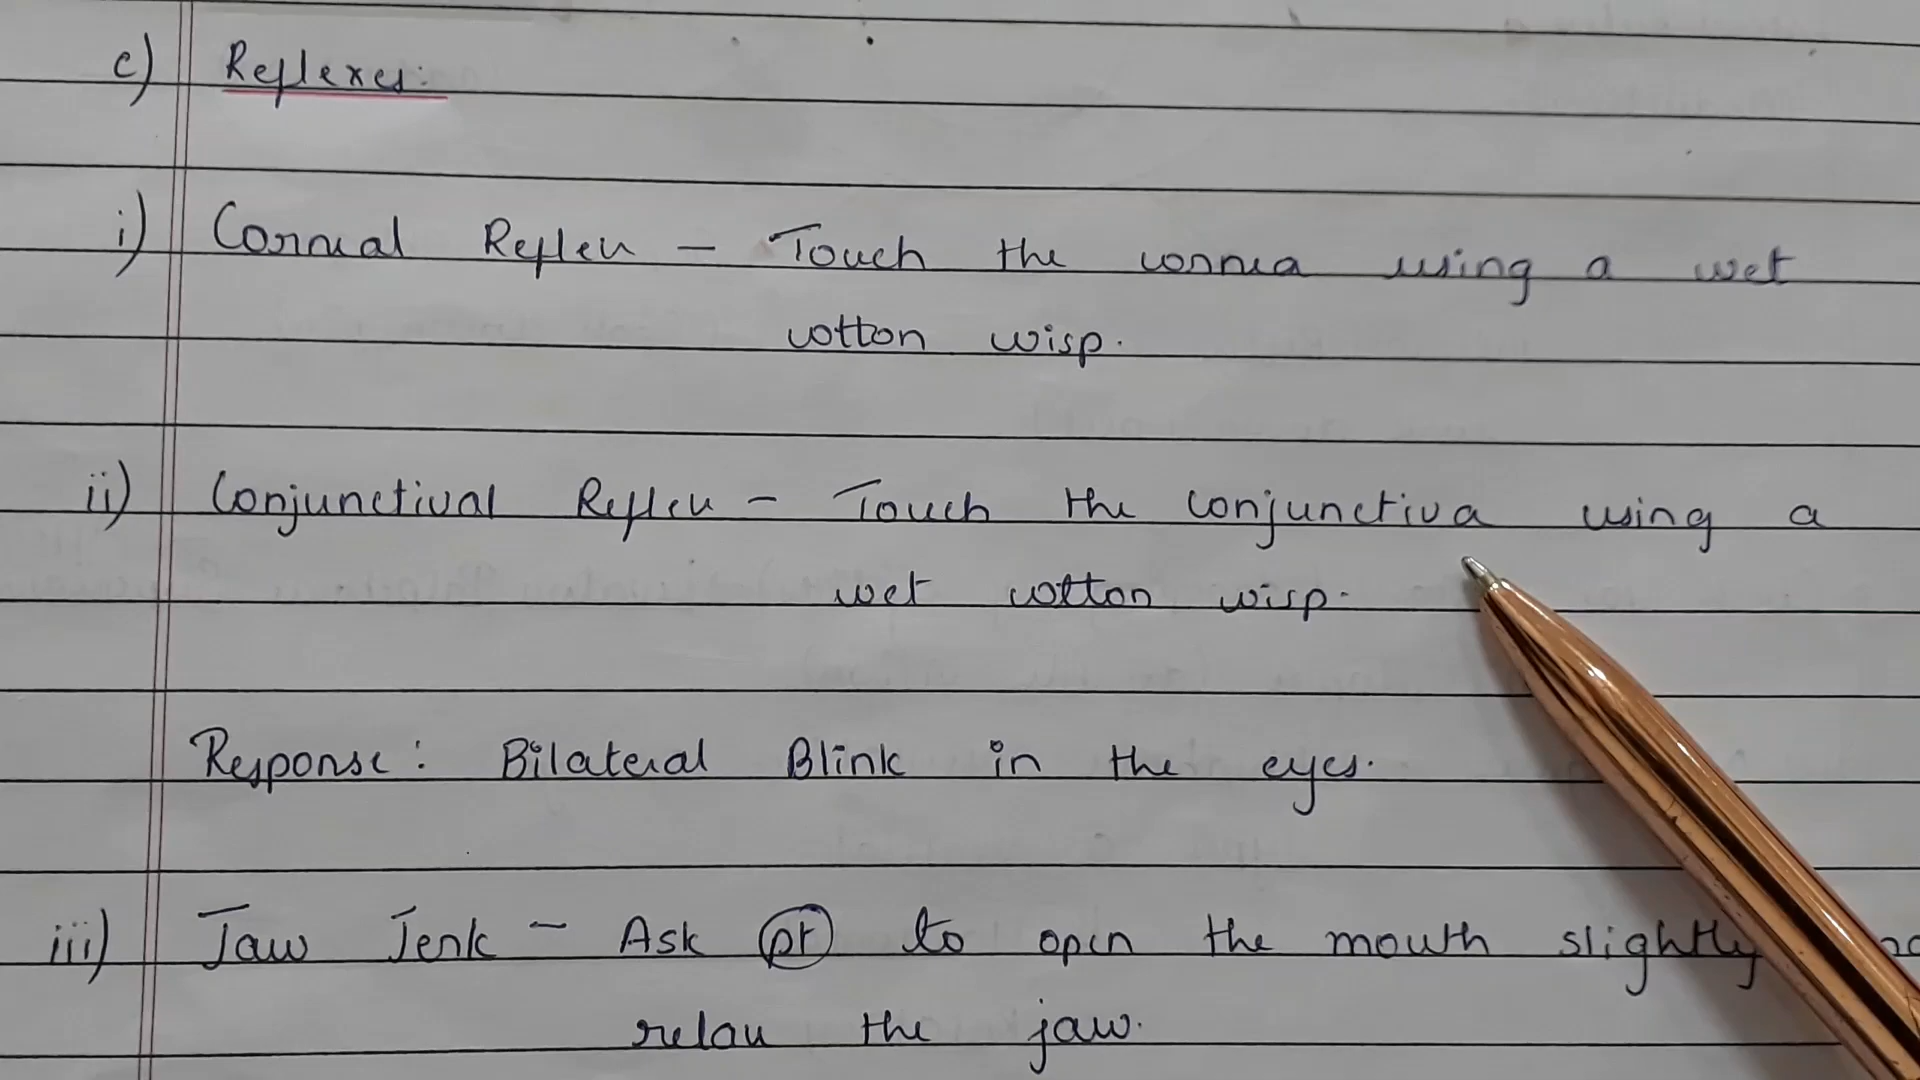 c) Reflexes:
i) Corneal Reflex - Touch the cornea using a wet
cotton wisp.
ii) Conjunctival Reflex - Touch the conjunctiva using a
wet cotton wisp.
Response: Bilateral Blink in the eyes.
iii) Jaw Jerk - Ask pt to open the mouth slightly
relax the jaw.